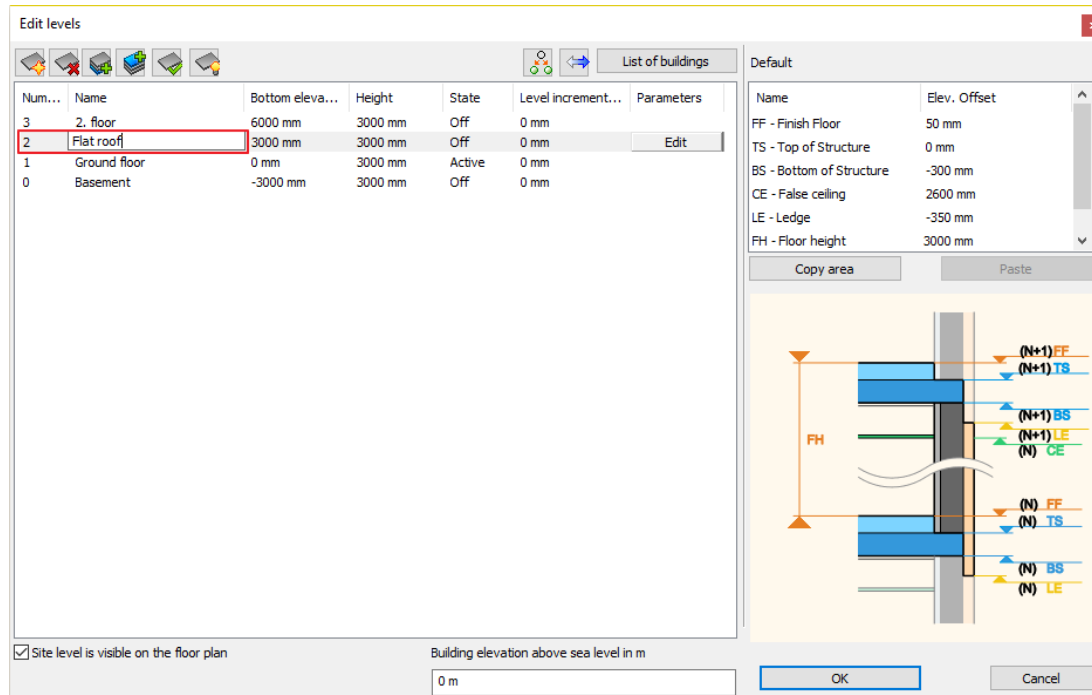 Edit levels
List of buildings
Num... Name Bottom eleva... Height State Level increment... Parameters
3 2. floor 6000 mm 3000 mm Off 0 mm
2 Flat roof 3000 mm 3000 mm Off 0 mm Edit
1 Ground floor 0 mm 3000 mm Active 0 mm
0 Basement -3000 mm 3000 mm Off 0 mm
Site level is visible on the floor plan
Building elevation above sea level in m
0 m
Default
Name Elev. Offset
FF - Finish Floor 50 mm
TS - Top of Structure 0 mm
BS - Bottom of Structure -300 mm
CE - False ceiling 2600 mm
LE - Ledge -350 mm
FH - Floor height 3000 mm
Copy area Paste
(N+1) FF
(N+1) TS
(N+1) BS
(N+1) LE
FH
(N) CE
(N) FF
(N) TS
(N) BS
(N) LE
OK Cancel